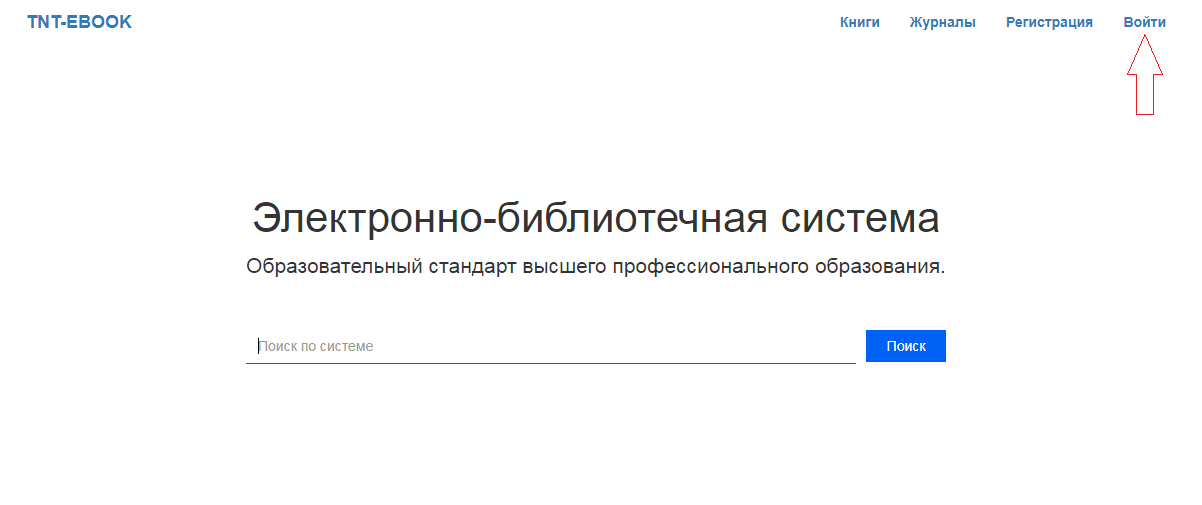 TNT-EBOOK Книги Журналы Регистрация Войти
Электронно-библиотечная система
Образовательный стандарт высшего профессионального образования.
Поиск по системе Поиск